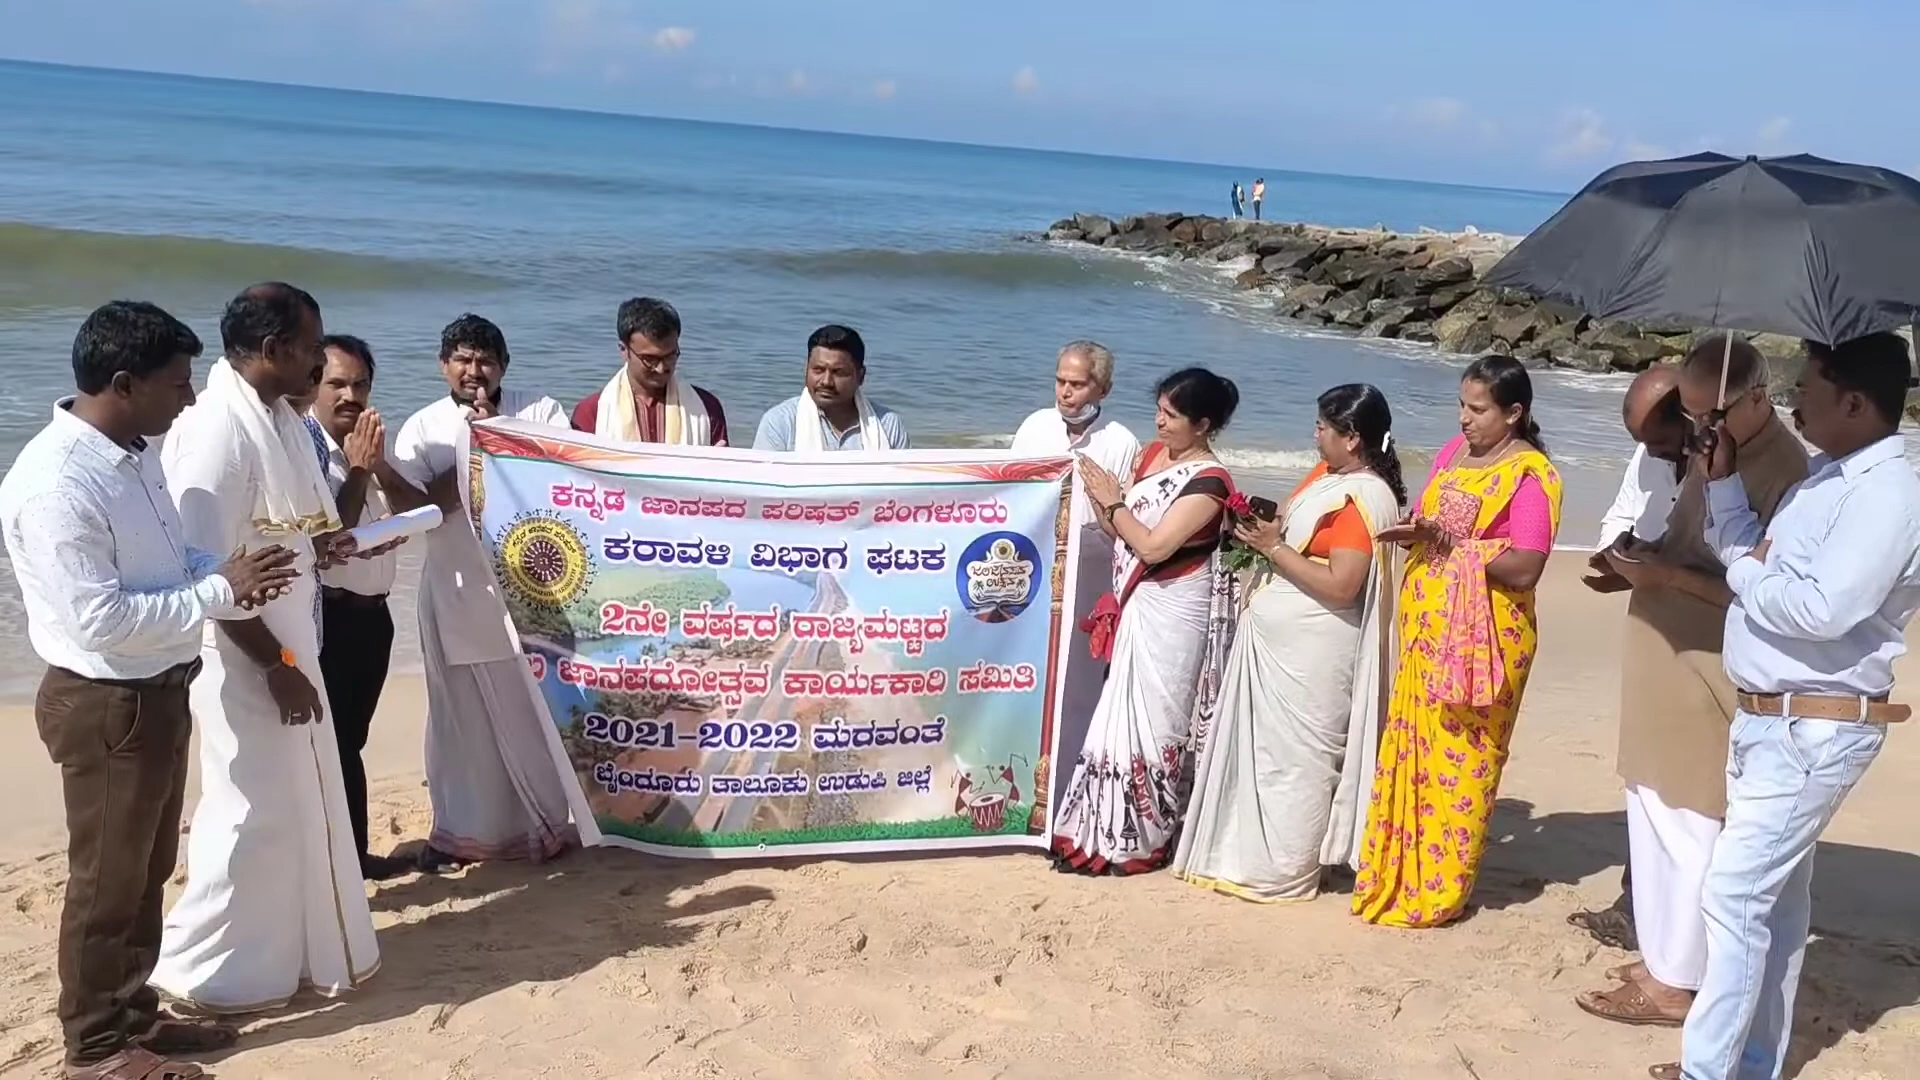 ಕನ್ನಡ ಜಾನಪದ ಪರಿಷತ್ ಬೆಂಗಳೂರು
ಕರಾವಳಿ ವಿಭಾಗ ಘಟಕ
2ನೇ ವರ್ಷದ ರಾಜ್ಯಮಟ್ಟದ
ಜಾನಪದೋತ್ಸವ ಕಾರ್ಯಕಾರಿ ಸಮಿತಿ
2021-2022 ಮರವಂತೆ
ಬೈಂದೂರು ತಾಲೂಕು ಉಡುಪಿ ಜಿಲ್ಲೆ